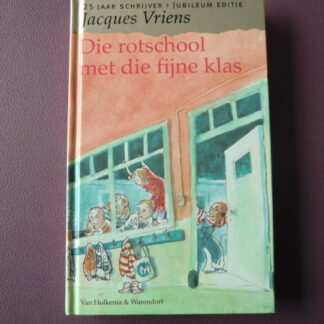 25 JAAR SCHRIJVER > JUBILEUM EDITIE
Jacques Vriens
Die rotschool
met die fijne klas
Van Holkema & Warendorf